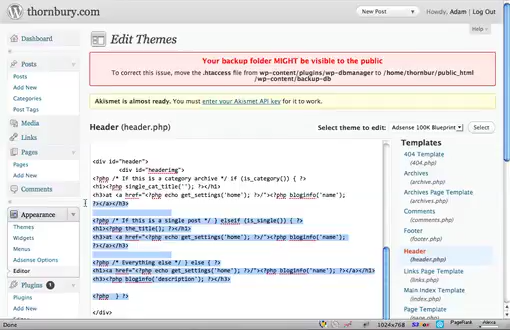 thornbury.com
New Post
Howdy, Adam | Log Out
Help
Dashboard
Posts
Posts
Add New
Categories
Post Tags
Media
Links
Pages
Pages
Add New
Comments
Appearance
Themes
Widgets
Menus
Adsense Options
Editor
Plugins 1
Plugins
Add New
Edit Themes
Your backup folder MIGHT be visible to the public
To correct this issue, move the .htaccess file from wp-content/plugins/wp-dbmanager to /home/thornbur/public_html
/wp-content/backup-db
Akismet is almost ready. You must enter your Akismet API key for it to work.
Header (header.php)
Select theme to edit: Adsense 100K Blueprint Select
<div id="header">
<div id="headerimg">
<?php /* If this is a category archive */ if (is_category()) { ?>
<h1><?php single_cat_title(''); ?></h1>
<h3>at <a href="<?php echo get_settings('home'); ?>/"><?php bloginfo('name');
?></a></h3>
<?php /* If this is a single post */ } elseif (is_single()) { ?>
<h1><?php the_title(); ?></h1>
<h3>at <a href="<?php echo get_settings('home'); ?>/"><?php bloginfo('name');
?></a></h3>
<?php /* Everything else */ } else { ?>
<h1><a href="<?php echo get_settings('home'); ?>/"><?php bloginfo('name'); ?></a></h1>
<h3><?php bloginfo('description'); ?></h3>
<?php } ?>
</div>
Templates
404 Template
(404.php)
Archives
(archive.php)
Archives Page Template
(archives.php)
Comments
(comments.php)
Footer
(footer.php)
Header
(header.php)
Links Page Template
(links.php)
Main Index Template
(index.php)
Done
1024x768
S3
PageRank
Alexa